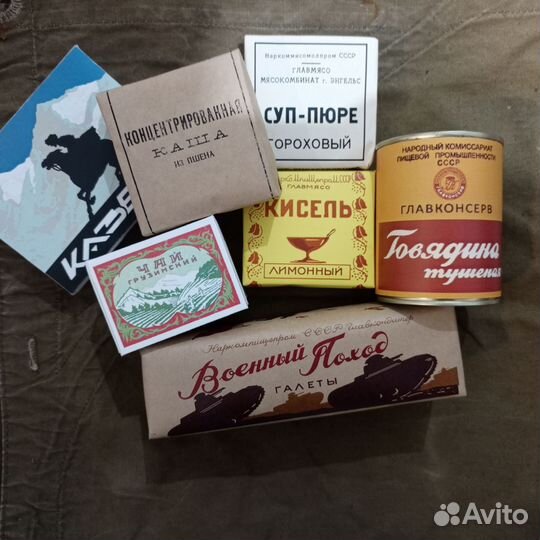 КАЗБ
КОНЦЕНТРИРОВАННАЯ
КАША
ИЗ ПШЕНА
Наркоммясомолпром СССР
ГЛАВМЯСО
МЯСОКОМБИНАТ г. ЭНГЕЛЬС
СУП-ПЮРЕ
ГОРОХОВЫЙ
НАРОДНЫЙ КОМИССАРИАТ
ПИЩЕВОЙ ПРОМЫШЛЕННОСТИ
СССР
ГЛАВКОНСЕРВ
Говядина
тушеная
ГЛАВМЯСО
КИСЕЛЬ
ЛИМОННЫЙ
ЧАЙ
ГРУЗИНСКИЙ
Наркомпищепром СССР Главкондитер
Военный Поход
ГАЛЕТЫ
Avito